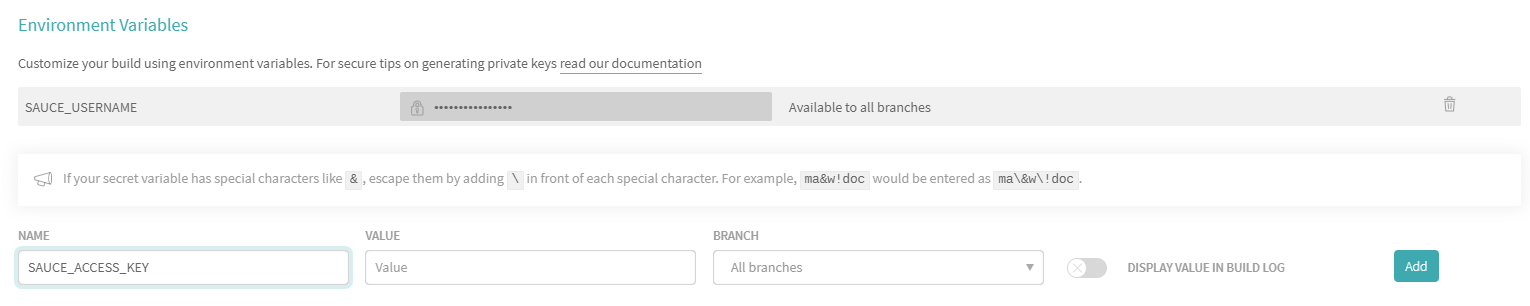 Environment Variables
Customize your build using environment variables. For secure tips on generating private keys read our documentation
SAUCE_USERNAME •••••••••••••••• Available to all branches
If your secret variable has special characters like &, escape them by adding \ in front of each special character. For example, ma&w!doc would be entered as ma\&w\!doc.
NAME VALUE BRANCH
SAUCE_ACCESS_KEY Value All branches DISPLAY VALUE IN BUILD LOG Add